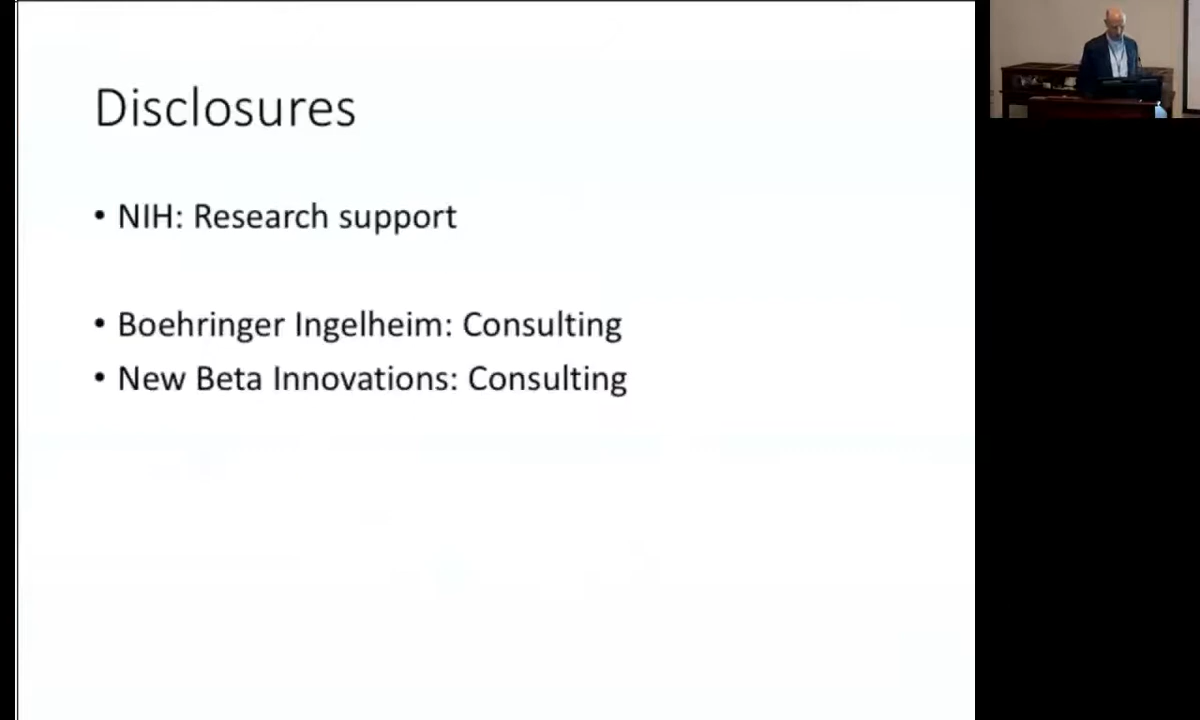 Disclosures
• NIH: Research support
• Boehringer Ingelheim: Consulting
• New Beta Innovations: Consulting